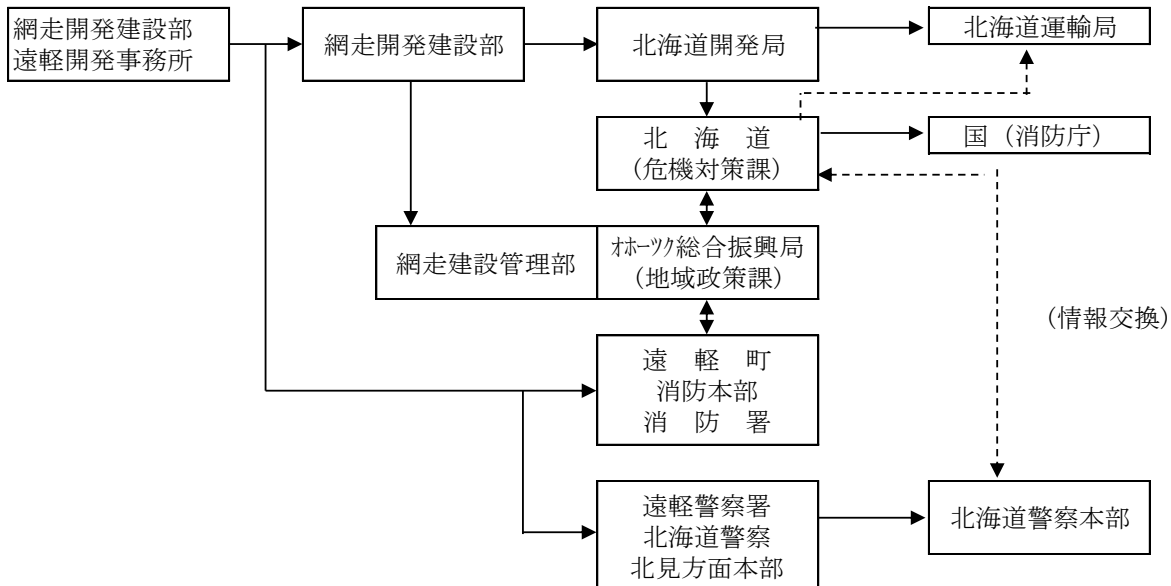 網走開発建設部
遠軽開発事務所
網走開発建設部
北海道開発局
北海道運輸局
北　海　道
(危機対策課)
国（消防庁）
網走建設管理部
ｵﾎｰﾂｸ総合振興局
（地域政策課）
（情報交換）
遠　軽　町
消防本部
消　防　署
遠軽警察署
北海道警察
北見方面本部
北海道警察本部